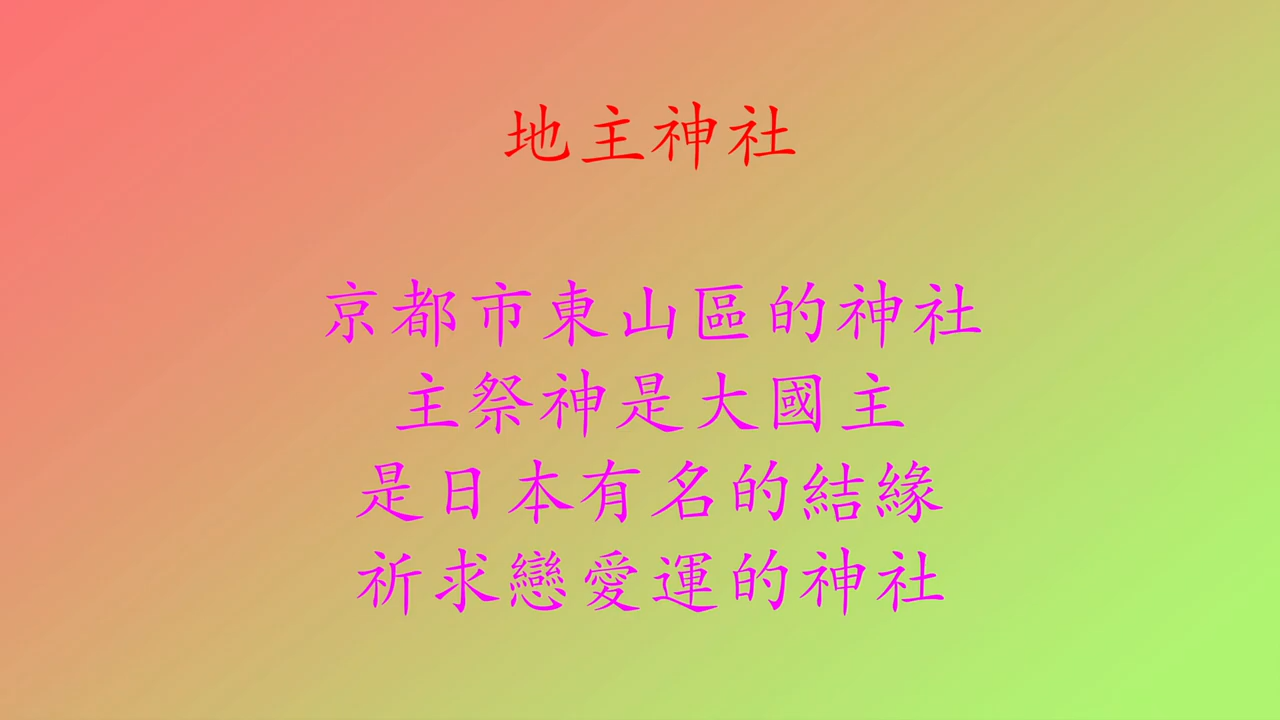 地主神社
京都市東山區的神社
主祭神是大國主
是日本有名的結緣
祈求戀愛運的神社